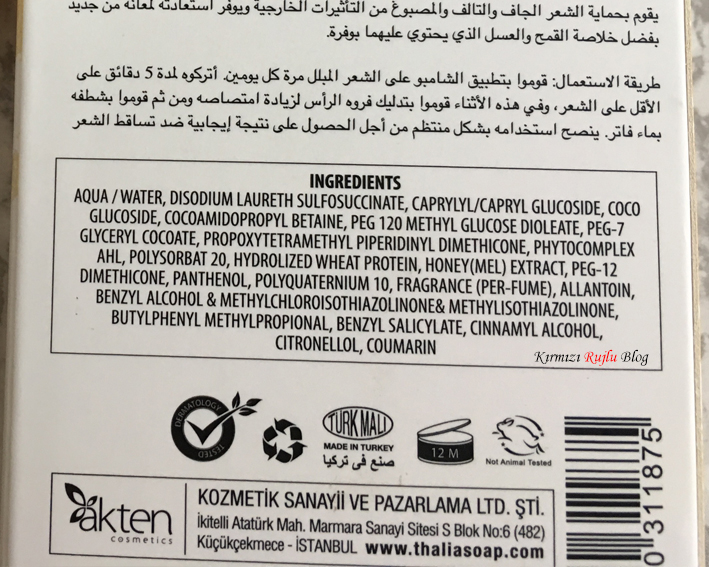 يقوم بحماية الشعر الجاف والتالف والمصبوغ من التأثيرات الخارجية ويوفر استعادته لمعانه من جديد
بفضل خلاصة القمح والعسل الذي يحتوي عليهما بوفرة.
طريقة الاستعمال: قوموا بتطبيق الشامبو على الشعر المبلل مرة كل يومين. أتركوه لمدة 5 دقائق على
الأقل على الشعر، وفي هذه الأثناء قوموا بتدليك فروه الرأس لزيادة امتصاصه ومن ثم قوموا بشطفه
بماء فاتر. ينصح استخدامه بشكل منتظم من أجل الحصول على نتيجة إيجابية ضد تساقط الشعر
INGREDIENTS
AQUA / WATER, DISODIUM LAURETH SULFOSUCCINATE, CAPRYLYL/CAPRYL GLUCOSIDE, COCO
GLUCOSIDE, COCOAMIDOPROPYL BETAINE, PEG 120 METHYL GLUCOSE DIOLEATE, PEG-7
GLYCERYL COCOATE, PROPOXYTETRAMETHYL PIPERIDINYL DIMETHICONE, PHYTOCOMPLEX
AHL, POLYSORBAT 20, HYDROLIZED WHEAT PROTEIN, HONEY(MEL) EXTRACT, PEG-12
DIMETHICONE, PANTHENOL, POLYQUATERNIUM 10, FRAGRANCE (PER-FUME), ALLANTOIN,
BENZYL ALCOHOL & METHYLCHLOROISOTHIAZOLINONE& METHYLISOTHIAZOLINONE,
BUTYLPHENYL METHYLPROPIONAL, BENZYL SALICYLATE, CINNAMYL ALCOHOL,
CITRONELLOL, COUMARIN
Kırmızı Rujlu Blog
DERMATOLOGY
TESTED
TURK MALI
MADE IN TURKEY
صنع فى تركيا
12 M
Not Animal Tested
0 311875
akten
cosmetics
KOZMETİK SANAYİİ VE PAZARLAMA LTD. ŞTİ.
İkitelli Atatürk Mah. Marmara Sanayi Sitesi S Blok No:6 (482)
Küçükçekmece - İSTANBUL www.thaliasoap.com